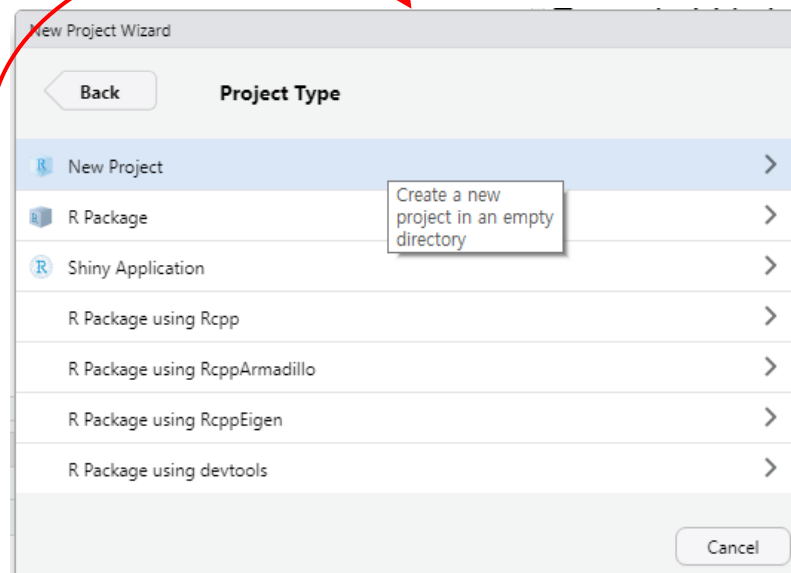 New Project Wizard
Back
Project Type
New Project
Create a new
project in an empty
directory
R Package
Shiny Application
R Package using Rcpp
R Package using RcppArmadillo
R Package using RcppEigen
R Package using devtools
Cancel